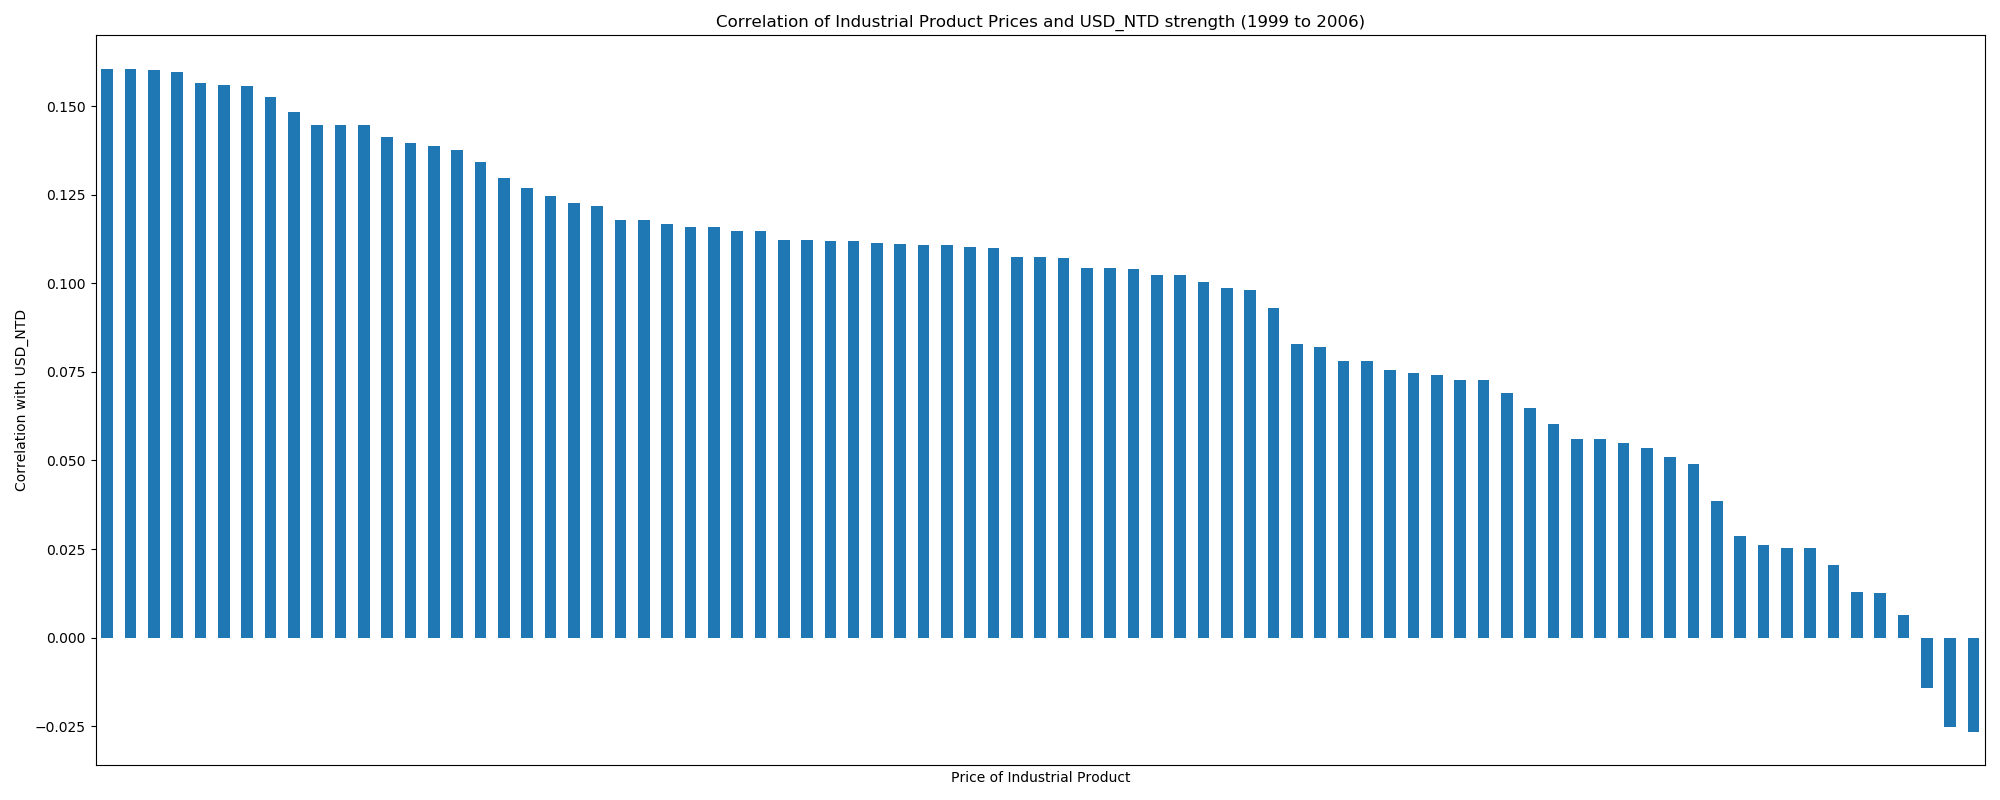 Correlation of Industrial Product Prices and USD_NTD strength (1999 to 2006)
Correlation with USD_NTD
0.150
0.125
0.100
0.075
0.050
0.025
0.000
−0.025
Price of Industrial Product